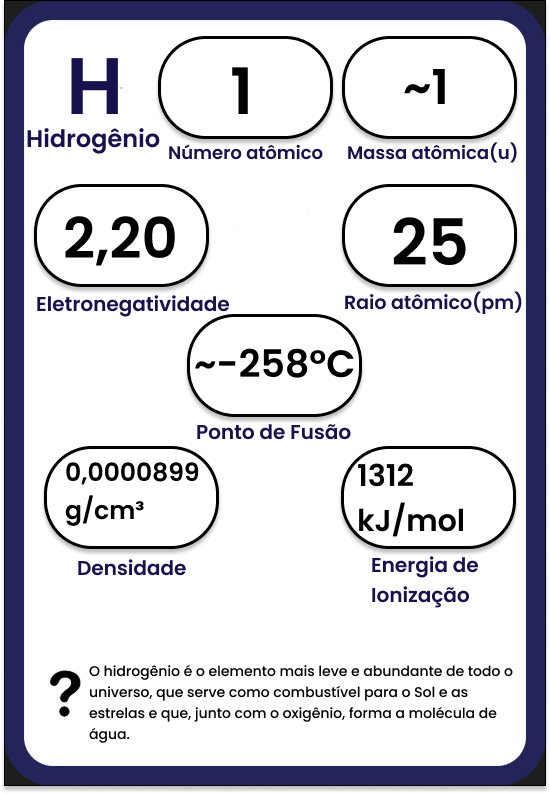 H
Hidrogênio
1
Número atômico
~1
Massa atômica(u)
2,20
Eletronegatividade
25
Raio atômico(pm)
~-258°C
Ponto de Fusão
0,0000899
g/cm³
Densidade
1312
kJ/mol
Energia de
Ionização
?
O hidrogênio é o elemento mais leve e abundante de todo o
universo, que serve como combustível para o Sol e as
estrelas e que, junto com o oxigênio, forma a molécula de
água.